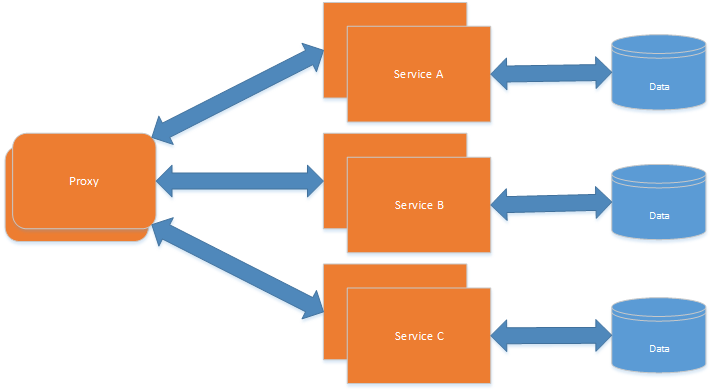 Proxy
Service A
Data
Service B
Data
Service C
Data